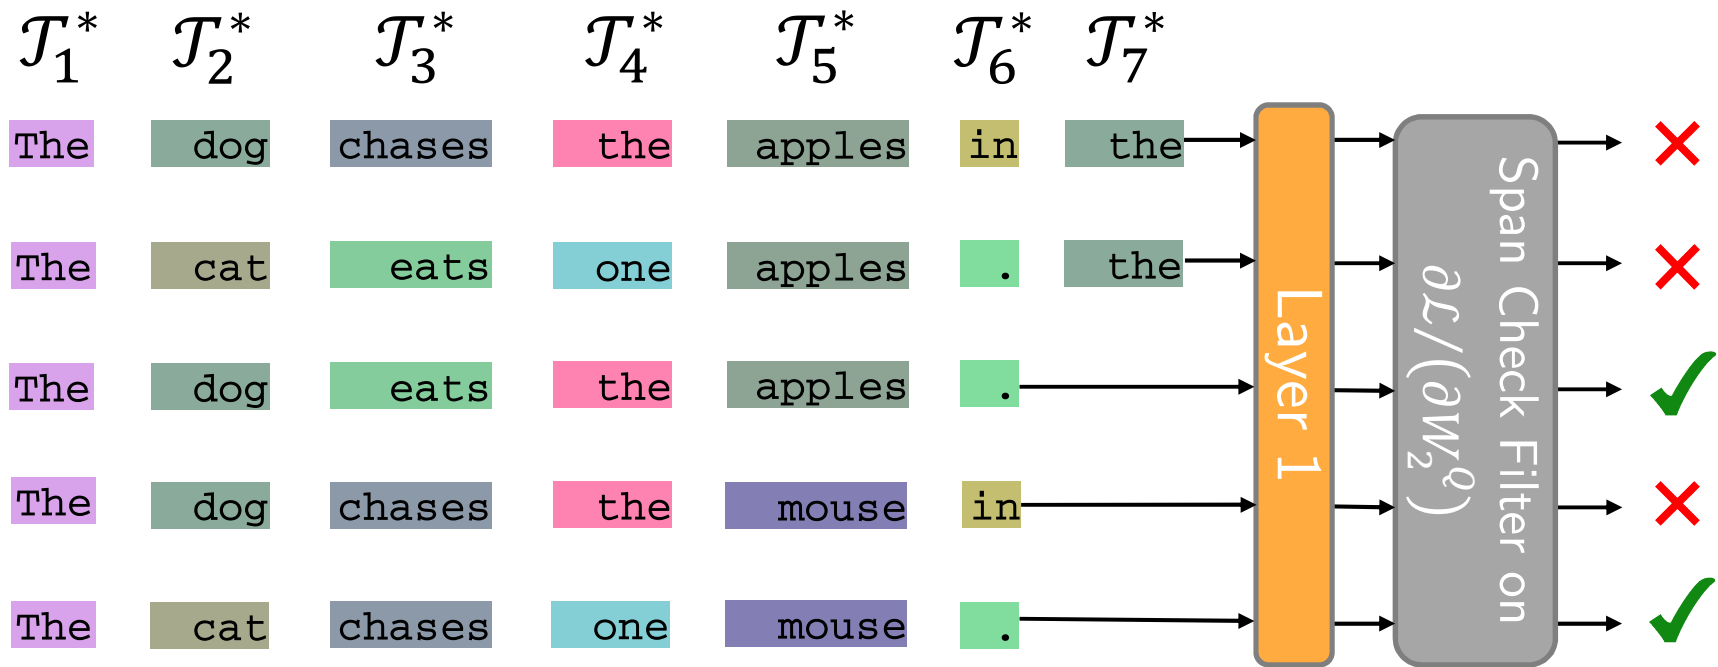 𝒯₁* 𝒯₂* 𝒯₃* 𝒯₄* 𝒯₅* 𝒯₆* 𝒯₇*
The dog chases the apples in the
The cat eats one apples . the
The dog eats the apples .
The dog chases the mouse in
The cat chases one mouse .
Layer 1
Span Check Filter on
∂ℒ/(∂W₂^Q)